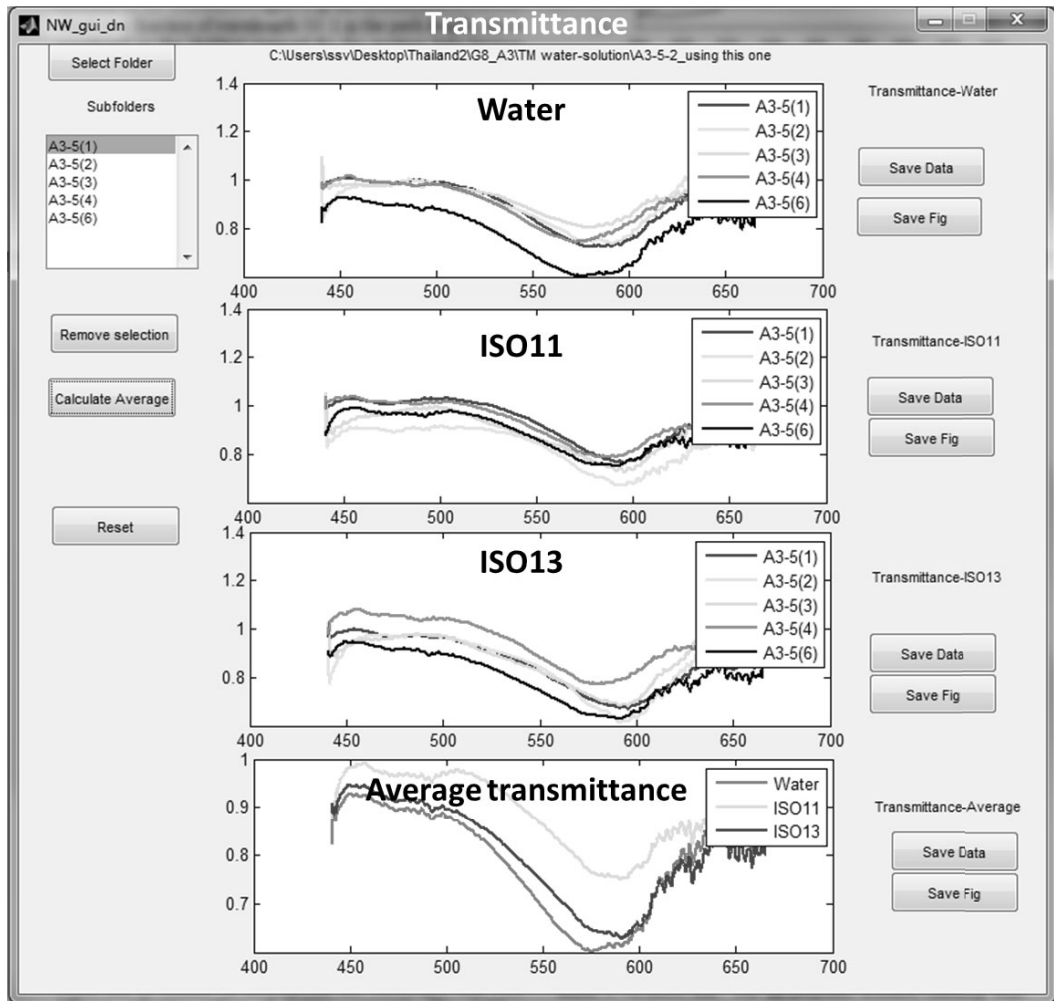 NW_gui_dn
Transmittance
Select Folder
C:\Users\ssv\Desktop\Thailand2\G8_A3\TM water-solution\A3-5-2_using this one
Subfolders
A3-5(1)
A3-5(2)
A3-5(3)
A3-5(4)
A3-5(6)
Remove selection
Calculate Average
Reset
Water
1.4
1.2
1
0.8
400 450 500 550 600 650 700
A3-5(1)
A3-5(2)
A3-5(3)
A3-5(4)
A3-5(6)
Transmittance-Water
Save Data
Save Fig
ISO11
1.4
1.2
1
0.8
400 450 500 550 600 650 700
A3-5(1)
A3-5(2)
A3-5(3)
A3-5(4)
A3-5(6)
Transmittance-ISO11
Save Data
Save Fig
ISO13
1.4
1.2
1
0.8
400 450 500 550 600 650 700
A3-5(1)
A3-5(2)
A3-5(3)
A3-5(4)
A3-5(6)
Transmittance-ISO13
Save Data
Save Fig
Average transmittance
1
0.9
0.8
0.7
400 450 500 550 600 650 700
Water
ISO11
ISO13
Transmittance-Average
Save Data
Save Fig